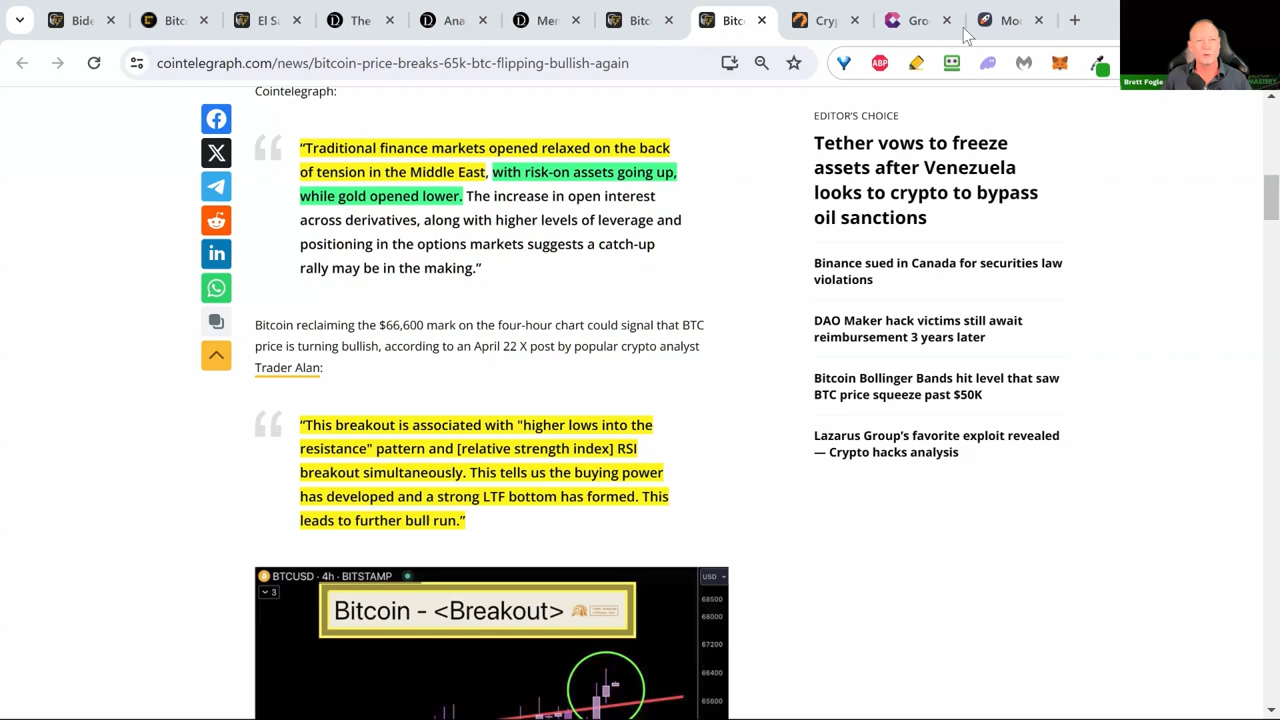 Bide
Bitc
El S
The
Ana
Mer
Bitc
Bitc
Cryp
Gro
Moo
cointelegraph.com/news/bitcoin-price-breaks-65k-btc-flipping-bullish-again
ABP
Brett Fogle
MASTERY
Cointelegraph:
“Traditional finance markets opened relaxed on the back
of tension in the Middle East, with risk-on assets going up,
while gold opened lower. The increase in open interest
across derivatives, along with higher levels of leverage and
positioning in the options markets suggests a catch-up
rally may be in the making.”
Bitcoin reclaiming the $66,600 mark on the four-hour chart could signal that BTC
price is turning bullish, according to an April 22 X post by popular crypto analyst
Trader Alan:
“This breakout is associated with "higher lows into the
resistance" pattern and [relative strength index] RSI
breakout simultaneously. This tells us the buying power
has developed and a strong LTF bottom has formed. This
leads to further bull run.”
BTCUSD · 4h · BITSTAMP
USD
3
Bitcoin - <Breakout>
68500
68000
67200
66400
65600
EDITOR’S CHOICE
Tether vows to freeze
assets after Venezuela
looks to crypto to bypass
oil sanctions
Binance sued in Canada for securities law
violations
DAO Maker hack victims still await
reimbursement 3 years later
Bitcoin Bollinger Bands hit level that saw
BTC price squeeze past $50K
Lazarus Group’s favorite exploit revealed
— Crypto hacks analysis